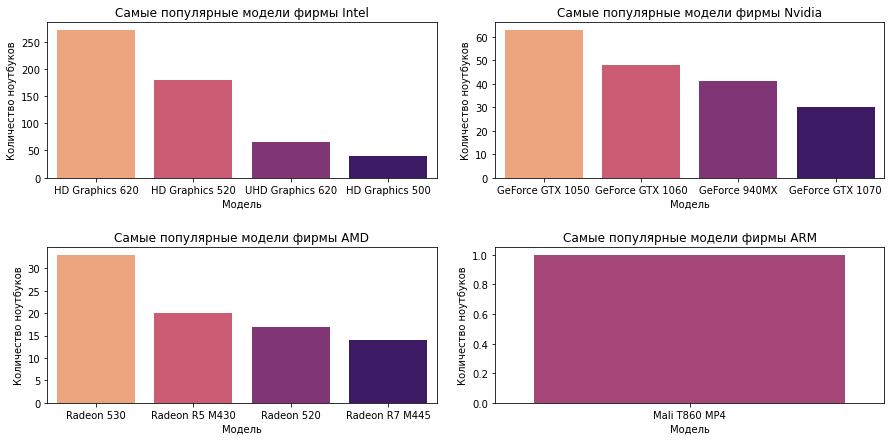 Самые популярные модели фирмы Intel
Количество ноутбуков
250
200
150
100
50
0
HD Graphics 620 HD Graphics 520 UHD Graphics 620 HD Graphics 500
Модель
Самые популярные модели фирмы Nvidia
Количество ноутбуков
60
50
40
30
20
10
0
GeForce GTX 1050 GeForce GTX 1060 GeForce 940MX GeForce GTX 1070
Модель
Самые популярные модели фирмы AMD
Количество ноутбуков
30
25
20
15
10
5
0
Radeon 530 Radeon R5 M430 Radeon 520 Radeon R7 M445
Модель
Самые популярные модели фирмы ARM
Количество ноутбуков
1.0
0.8
0.6
0.4
0.2
0.0
Mali T860 MP4
Модель